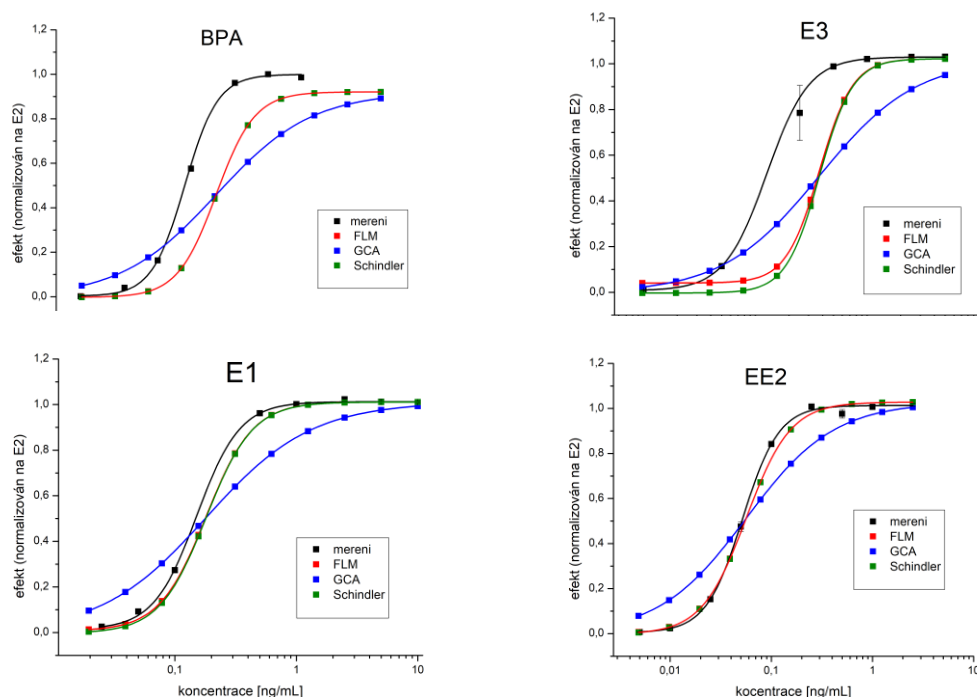 BPA
efekt (normalizován na E2)
1,2
1,0
0,8
0,6
0,4
0,2
0,0
mereni
FLM
GCA
Schindler
E3
efekt (normalizován na E2)
1,2
1,0
0,8
0,6
0,4
0,2
0,0
mereni
FLM
GCA
Schindler
E1
efekt (normalizován na E2)
1,2
1,0
0,8
0,6
0,4
0,2
0,0
mereni
FLM
GCA
Schindler
0,1 1 10
koncentrace [ng/mL]
EE2
efekt (normalizován na E2)
1,2
1,0
0,8
0,6
0,4
0,2
0,0
mereni
FLM
GCA
Schindler
0,01 0,1 1 10
koncentrace [ng/mL]